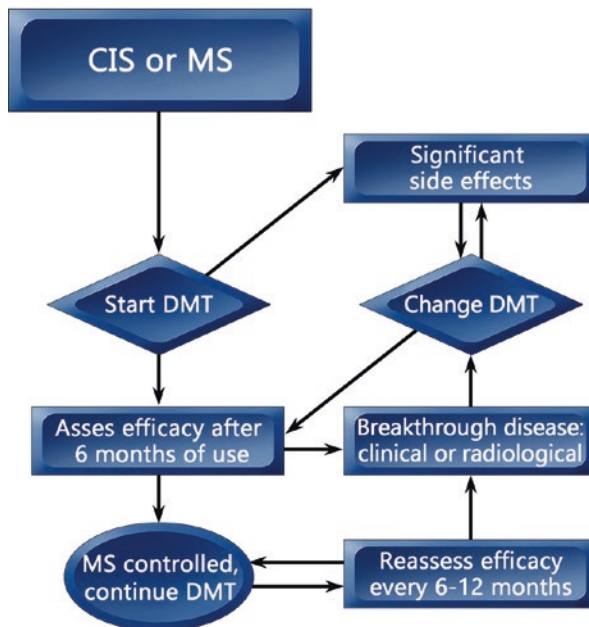 CIS or MS
Significant
side effects
Start DMT
Change DMT
Asses efficacy after
6 months of use
Breakthrough disease:
clinical or radiological
MS controlled,
continue DMT
Reassess efficacy
every 6-12 months